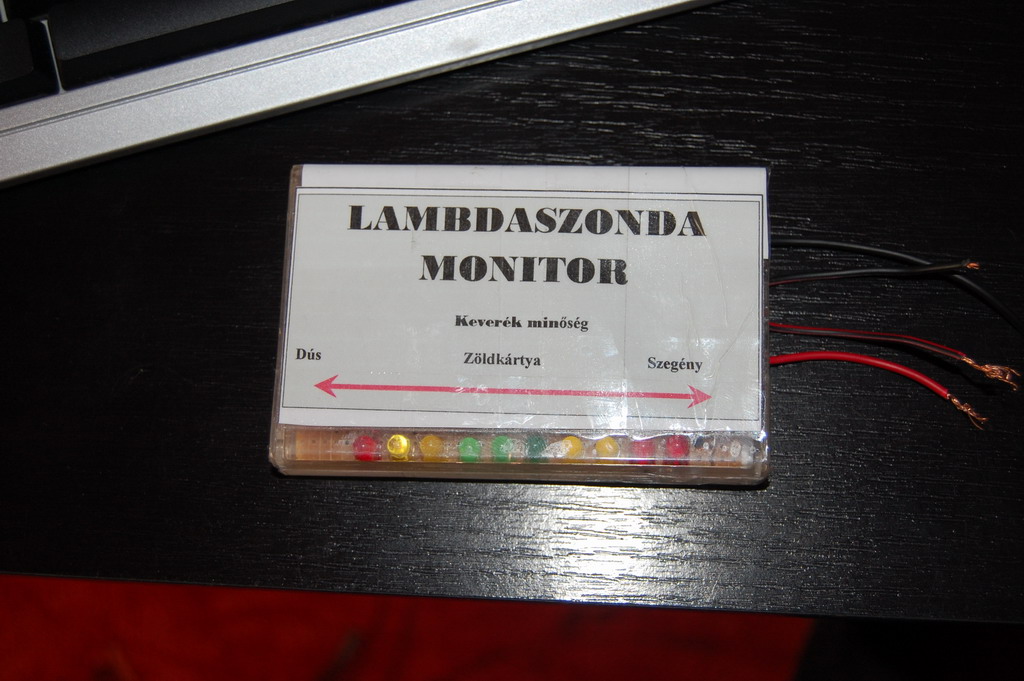 LAMBDASZONDA
MONITOR
Keverék minőség
Dús Zöldkártya Szegény